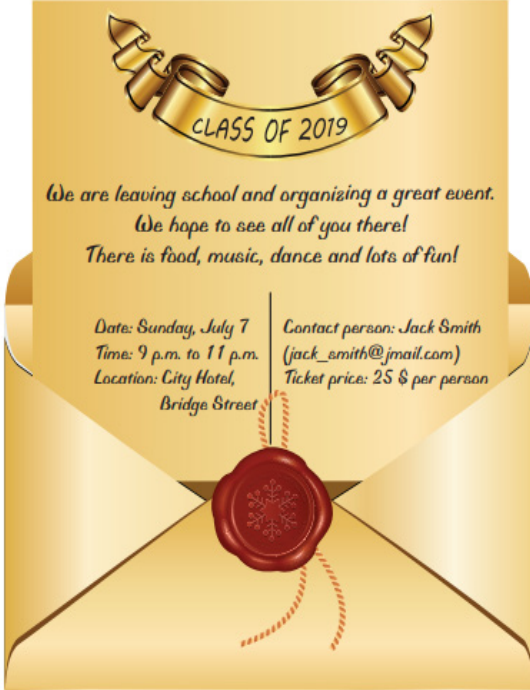 CLASS OF 2019
We are leaving school and organizing a great event.
We hope to see all of you there!
There is food, music, dance and lots of fun!
Date: Sunday, July 7
Time: 9 p.m. to 11 p.m.
Location: City Hotel,
Bridge Street
Contact person: Jack Smith
(jack_smith@jmail.com)
Ticket price: 25 $ per person